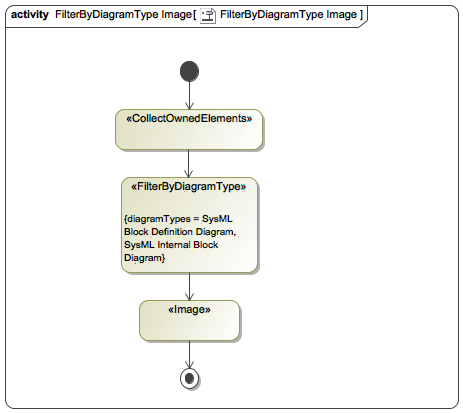 activity FilterByDiagramType Image[ FilterByDiagramType Image ]
«CollectOwnedElements»
«FilterByDiagramType»
{diagramTypes = SysML
Block Definition Diagram,
SysML Internal Block
Diagram}
«Image»